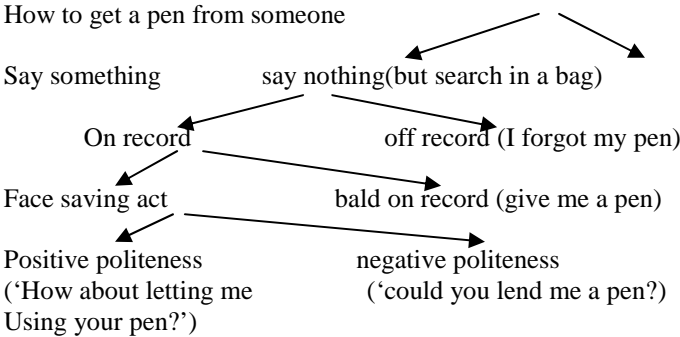 How to get a pen from someone
Say something say nothing(but search in a bag)
On record off record (I forgot my pen)
Face saving act bald on record (give me a pen)
Positive politeness negative politeness
(‘How about letting me (‘could you lend me a pen?)
Using your pen?’)